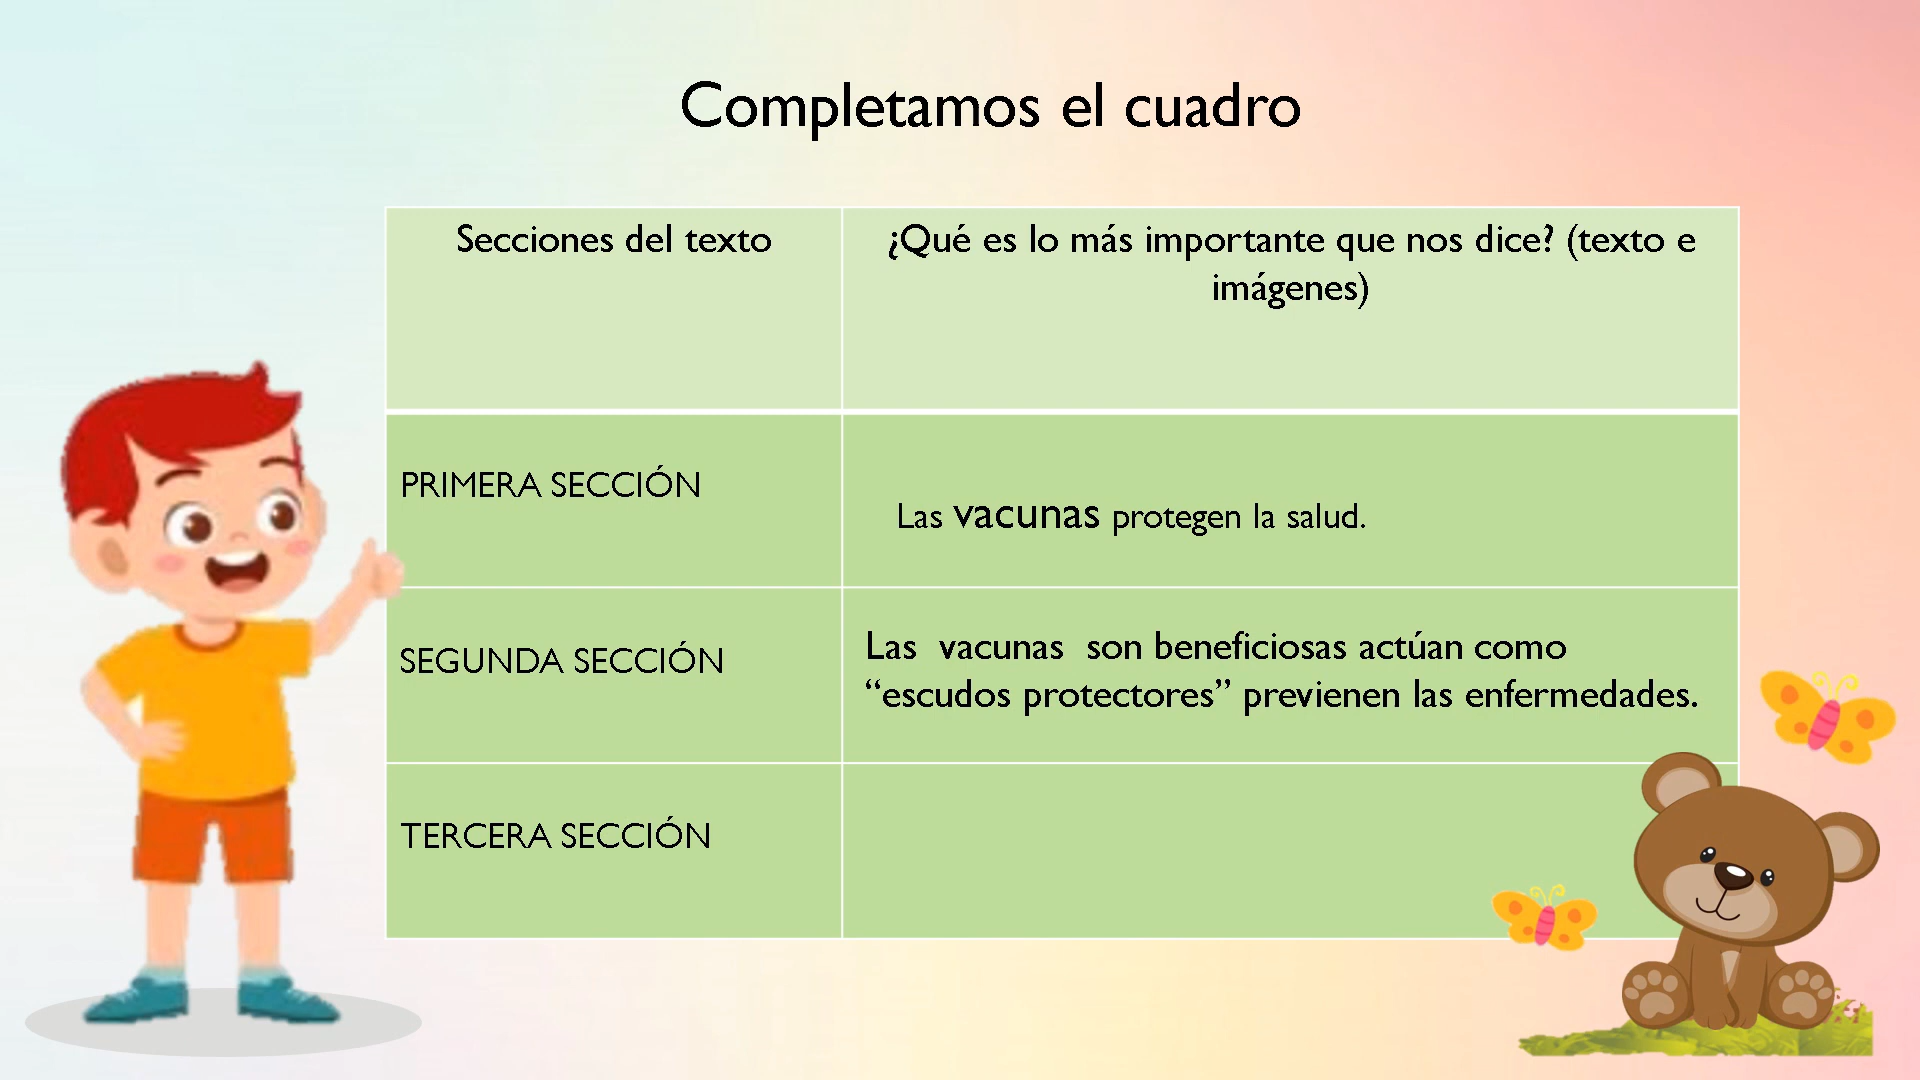 Completamos el cuadro
Secciones del texto
¿Qué es lo más importante que nos dice? (texto e
imágenes)
PRIMERA SECCIÓN
Las vacunas protegen la salud.
SEGUNDA SECCIÓN
Las vacunas son beneficiosas actúan como
“escudos protectores” previenen las enfermedades.
TERCERA SECCIÓN